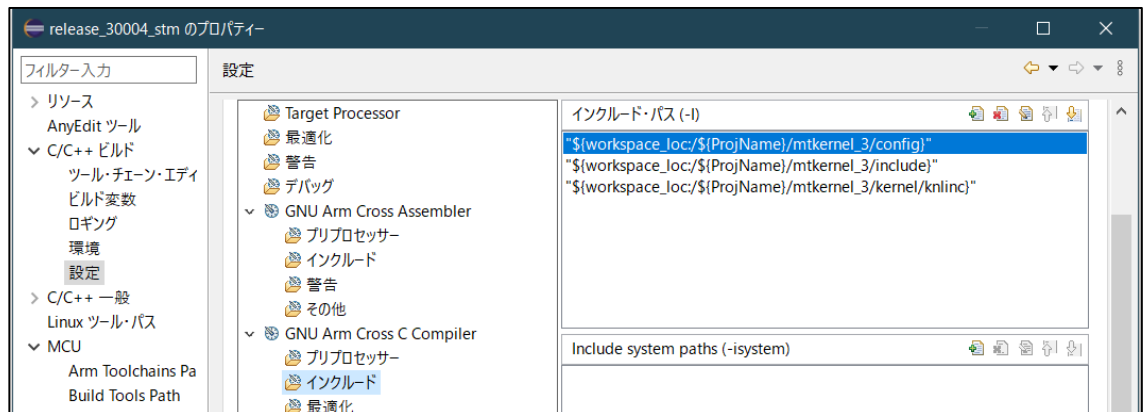 release_30004_stm のプロパティー
フィルター入力
設定
リソース
AnyEdit ツール
C/C++ ビルド
ツール・チェーン・エディ
ビルド変数
ロギング
環境
設定
C/C++ 一般
Linux ツール・パス
MCU
Arm Toolchains Pa
Build Tools Path
Target Processor
最適化
警告
デバッグ
GNU Arm Cross Assembler
プリプロセッサー
インクルード
警告
その他
GNU Arm Cross C Compiler
プリプロセッサー
インクルード
最適化
インクルード・パス (-I)
"${workspace_loc:/${ProjName}/mtkernel_3/config}"
"${workspace_loc:/${ProjName}/mtkernel_3/include}"
"${workspace_loc:/${ProjName}/mtkernel_3/kernel/knlinc}"
Include system paths (-isystem)